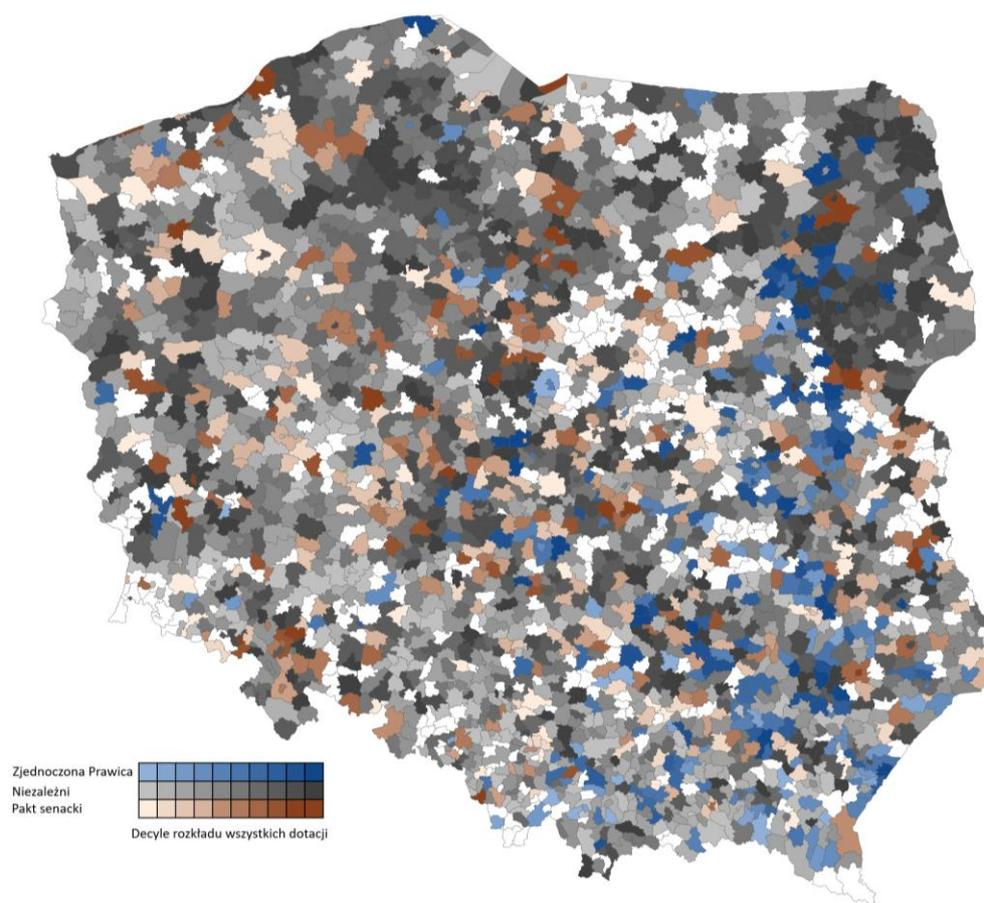 Zjednoczona Prawica
Niezależni
Pakt senacki
Decyle rozkładu wszystkich dotacji